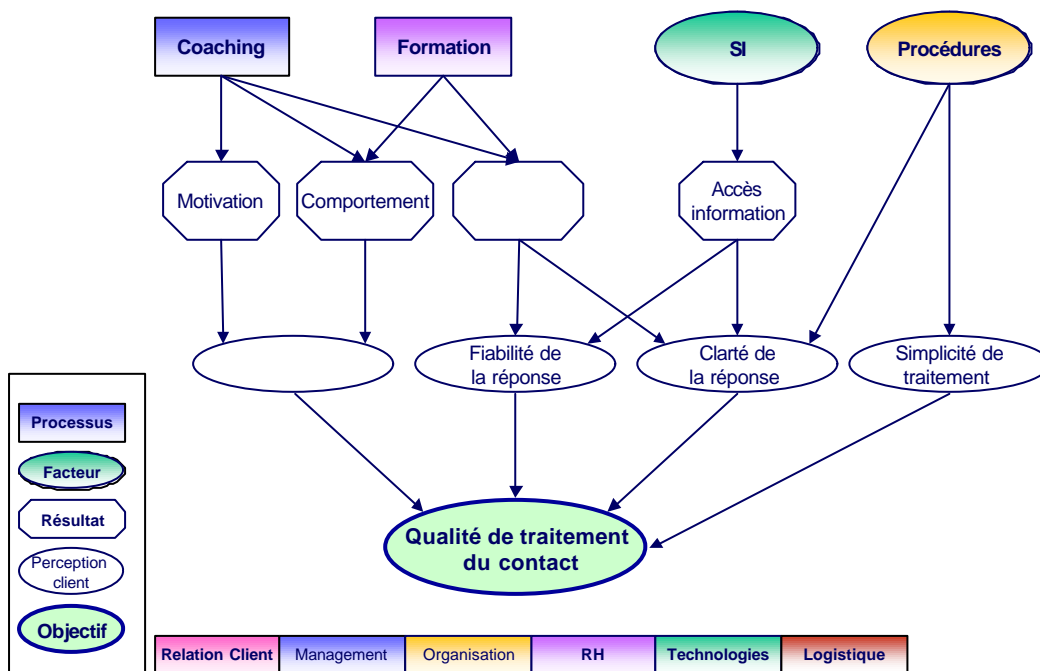 Coaching
Formation
SI
Procédures
Motivation
Comportement
Accès
information
Fiabilité de
la réponse
Clarté de
la réponse
Simplicité de
traitement
Qualité de traitement
du contact
Processus
Facteur
Résultat
Perception
client
Objectif
Relation Client
Management
Organisation
RH
Technologies
Logistique